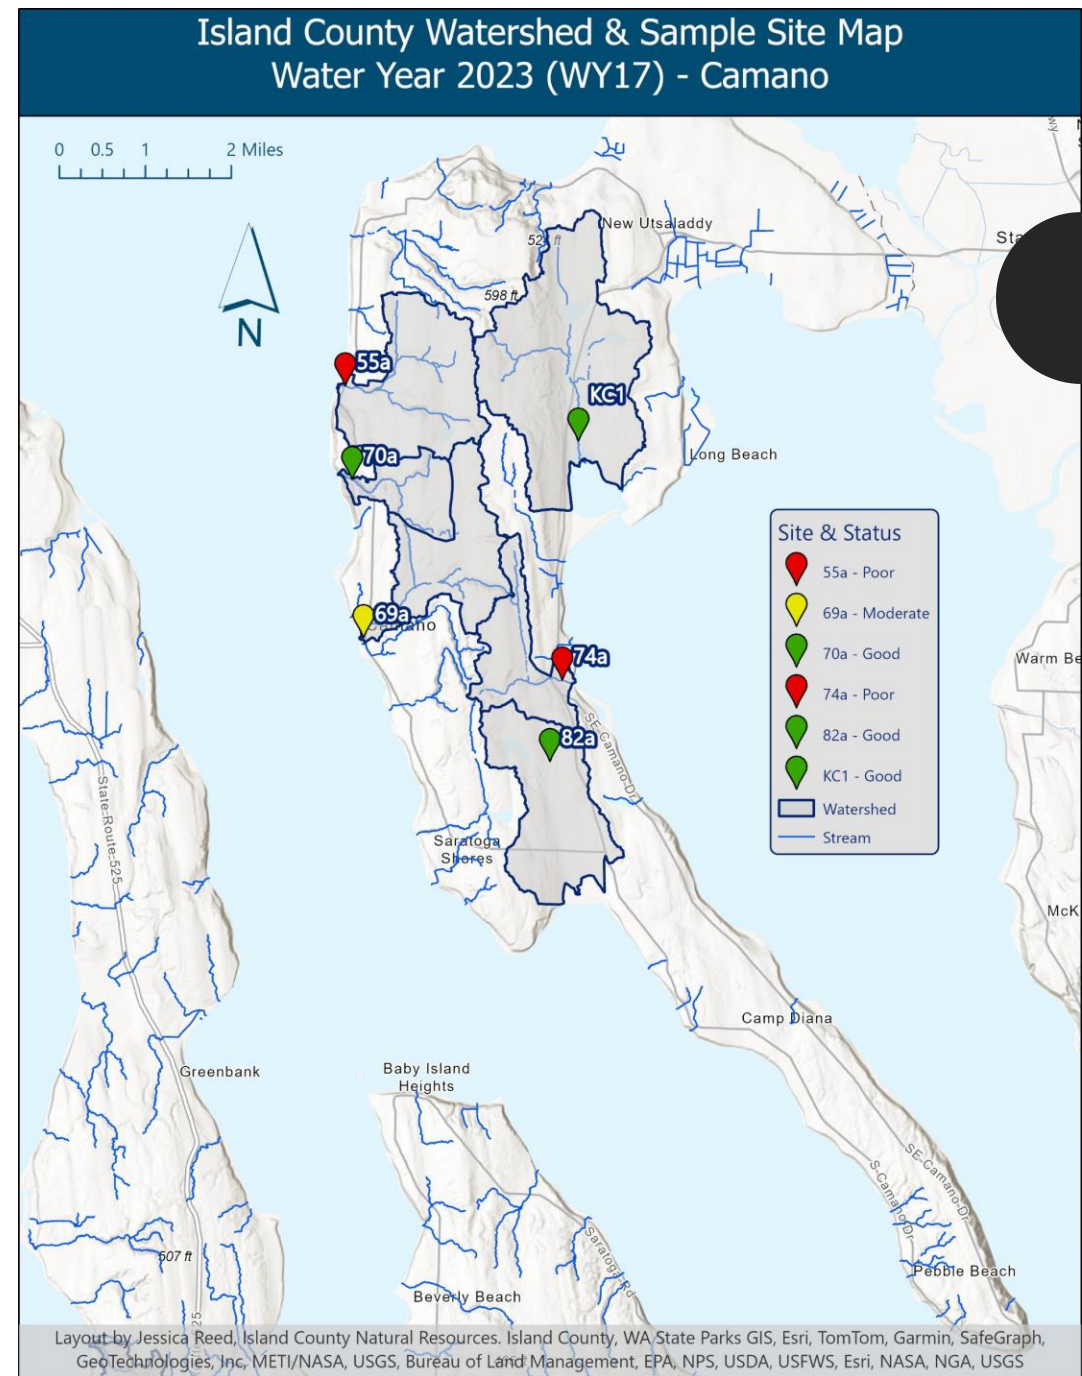 Island County Watershed & Sample Site Map
Water Year 2023 (WY17) - Camano
0 0.5 1 2 Miles
N
New Utsaladdy
598 ft
55a
KC1
70a
Long Beach
69a
74a
82a
Site & Status
55a - Poor
69a - Moderate
70a - Good
74a - Poor
82a - Good
KC1 - Good
Watershed
Stream
Camano
SE Camano Dr
State Route 525
Saratoga
Shores
Camp Diana
Greenbank
Baby Island
Heights
SE Camano Dr
S Camano Dr
Saratoga Rd
507 ft
Pebble Beach
Beverly Beach
Layout by Jessica Reed, Island County Natural Resources. Island County, WA State Parks GIS, Esri, TomTom, Garmin, SafeGraph,
GeoTechnologies, Inc, METI/NASA, USGS, Bureau of Land Management, EPA, NPS, USDA, USFWS, Esri, NASA, NGA, USGS